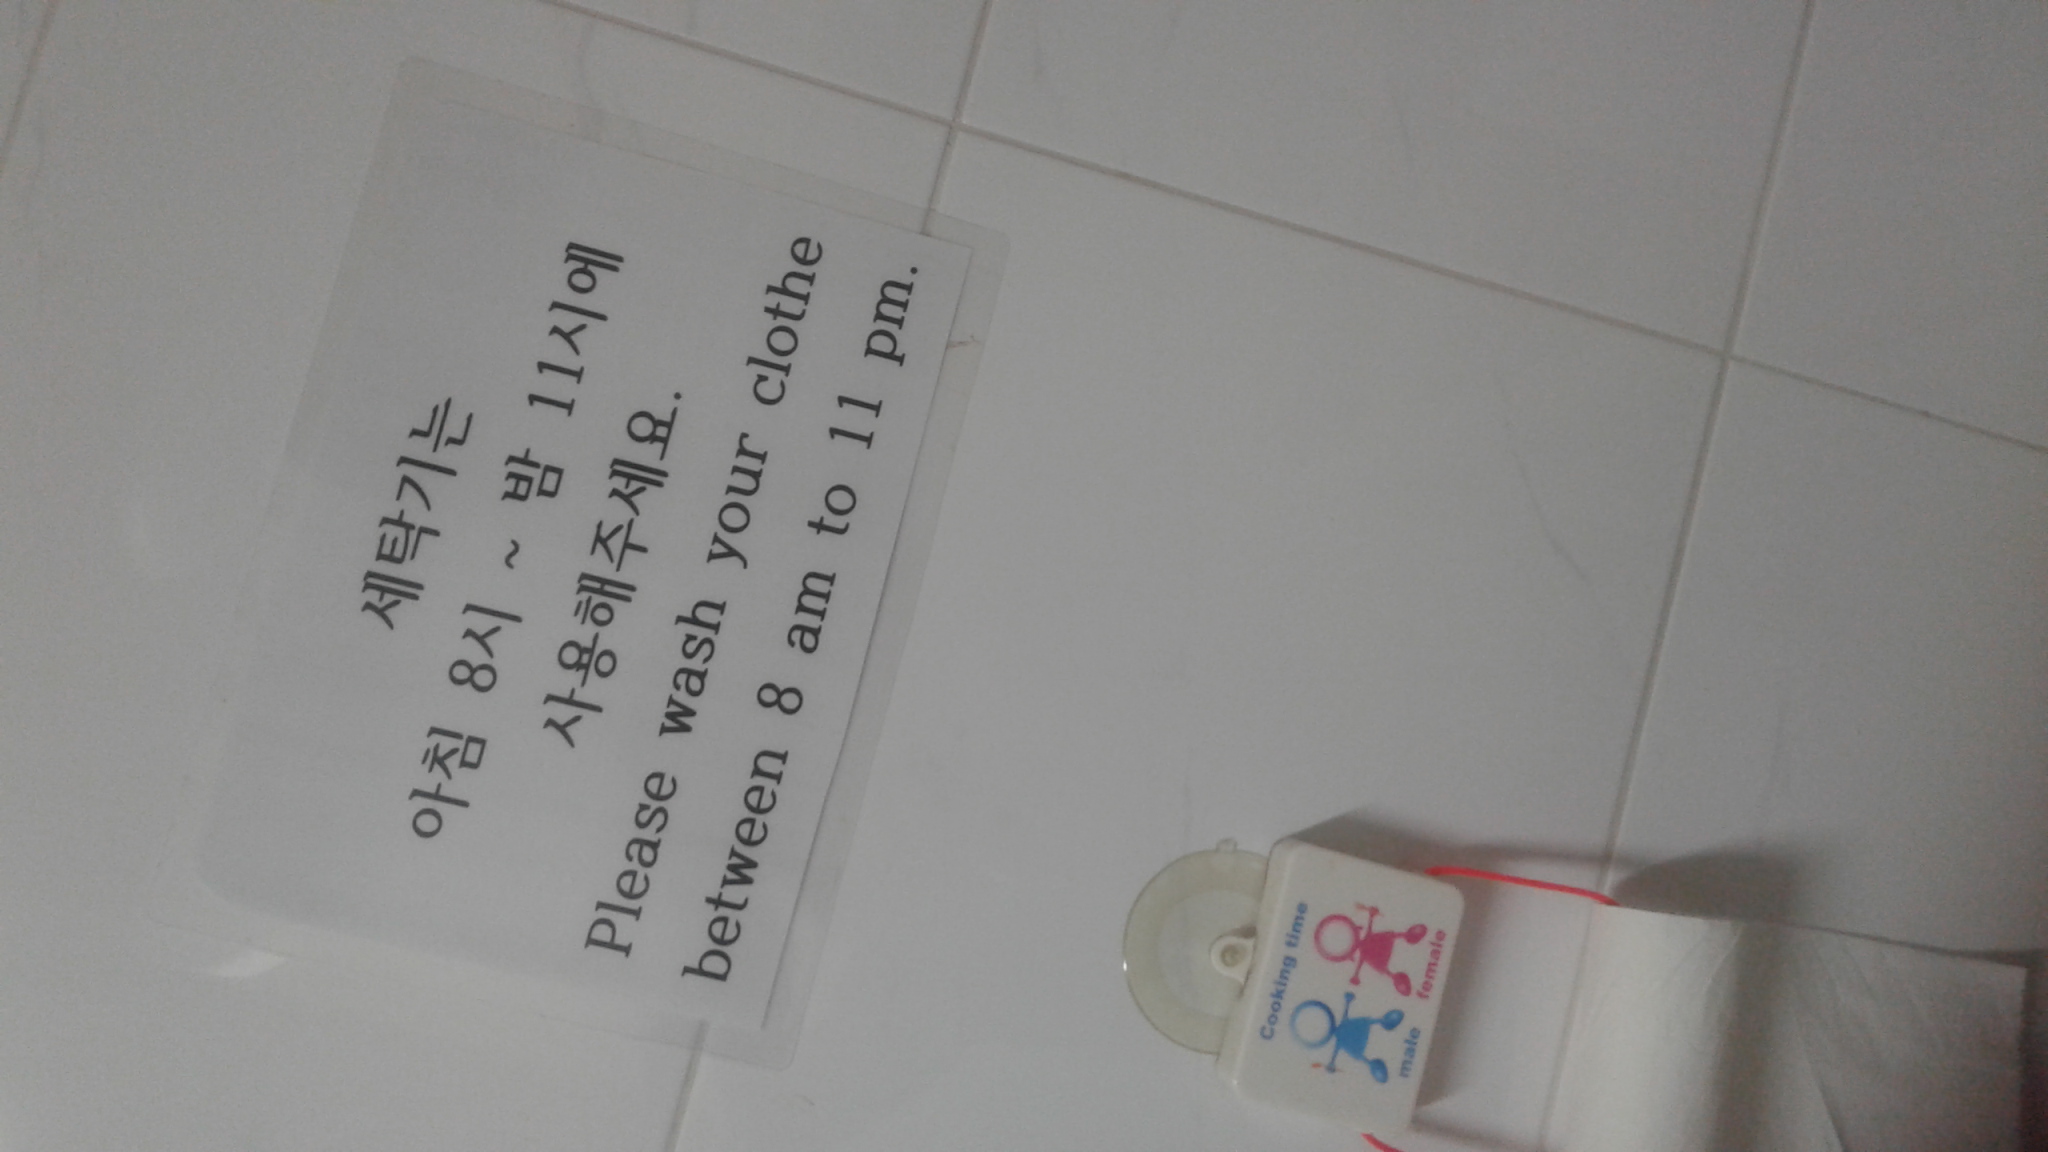 세탁기는
아침 8시 ~ 밤 11시에
사용해주세요.
Please wash your clothe
between 8 am to 11 pm.
Cooking time
male female